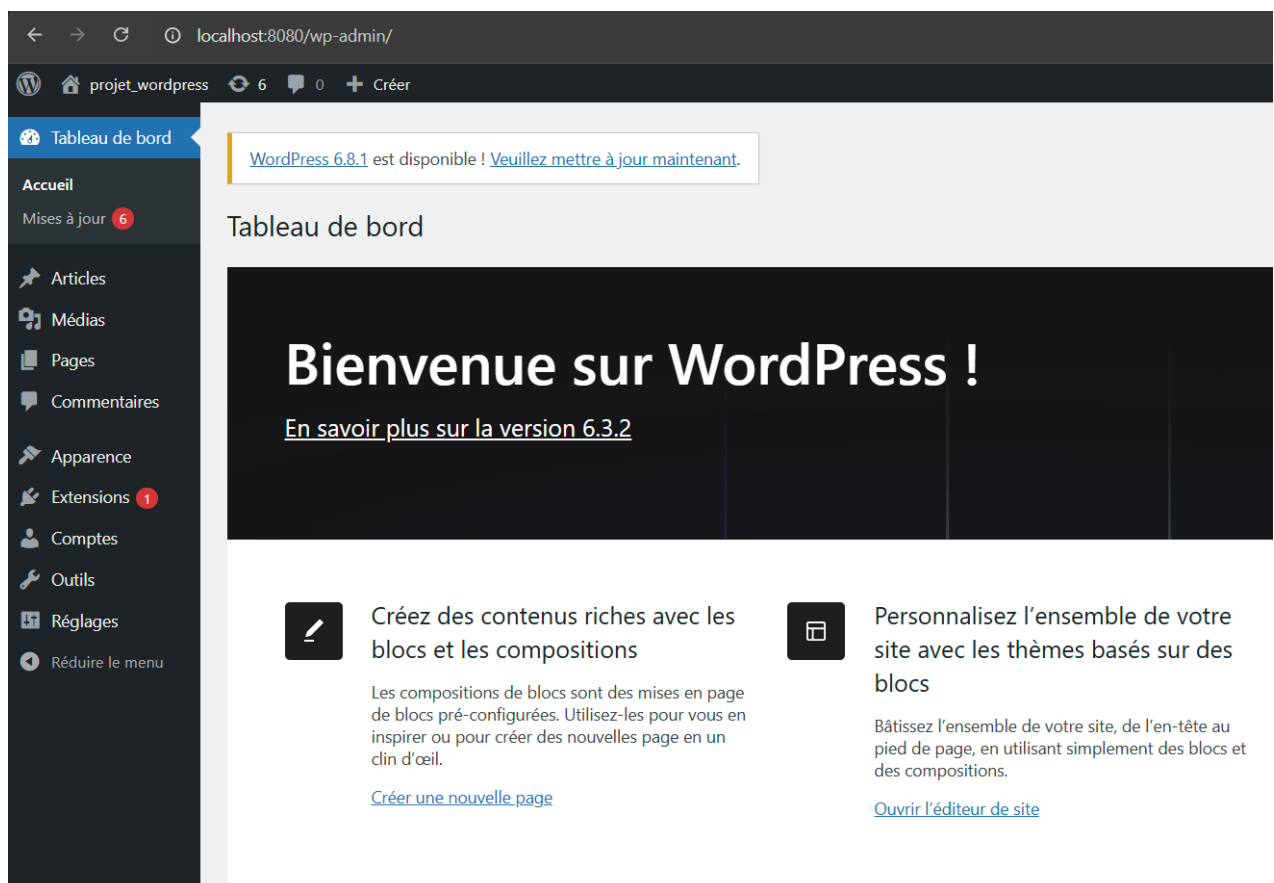 localhost:8080/wp-admin/
projet_wordpress 6 0 Créer
Tableau de bord
Accueil
Mises à jour 6
Articles
Médias
Pages
Commentaires
Apparence
Extensions 1
Comptes
Outils
Réglages
Réduire le menu
WordPress 6.8.1 est disponible ! Veuillez mettre à jour maintenant.
Tableau de bord
Bienvenue sur WordPress !
En savoir plus sur la version 6.3.2
Créez des contenus riches avec les
blocs et les compositions
Les compositions de blocs sont des mises en page
de blocs pré-configurées. Utilisez-les pour vous en
inspirer ou pour créer des nouvelles page en un
clin d’œil.
Créer une nouvelle page
Personnalisez l’ensemble de votre
site avec les thèmes basés sur des
blocs
Bâtissez l’ensemble de votre site, de l’en-tête au
pied de page, en utilisant simplement des blocs et
des compositions.
Ouvrir l’éditeur de site